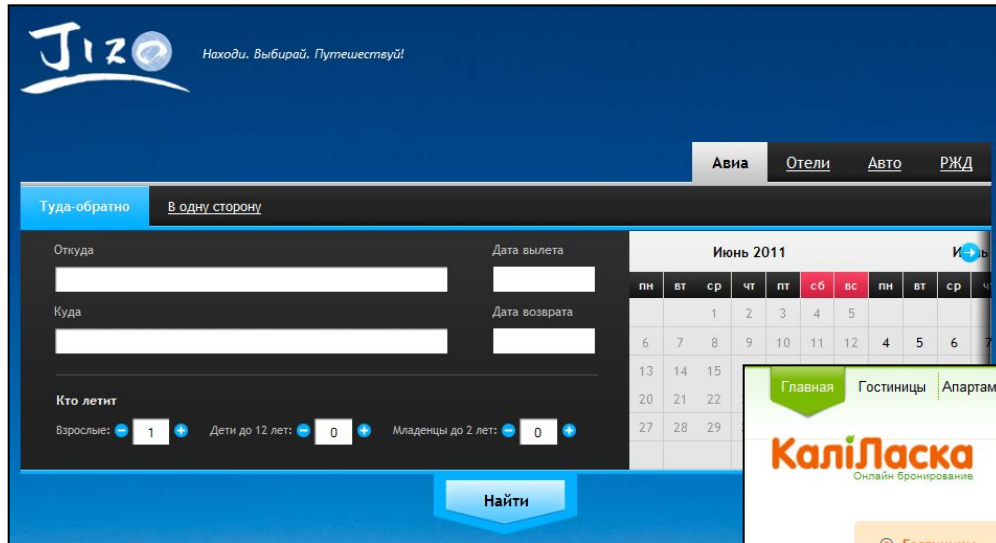 Jizo
Находи. Выбирай. Путешествуй!
Авиа Отели Авто РЖД
Туда-обратно В одну сторону
Откуда Дата вылета
Куда Дата возврата
Кто летит
Взрослые: 1 Дети до 12 лет: 0 Младенцы до 2 лет: 0
Найти
Июнь 2011
пн вт ср чт пт сб вс пн вт ср
1 2 3 4 5
6 7 8 9 10 11 12 4 5 6 7
13 14 15
20 21 22
27 28 29
Главная Гостиницы
КаліЛаска
Онлайн бронирование